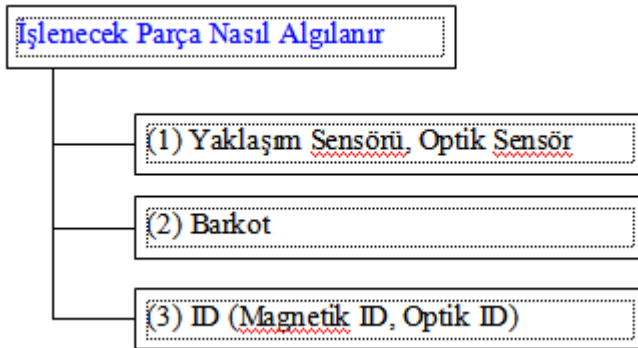 İşlenecek Parça Nasıl Algılanır
(1) Yaklaşım Sensörü, Optik Sensör
(2) Barkot
(3) ID (Magnetik ID, Optik ID)